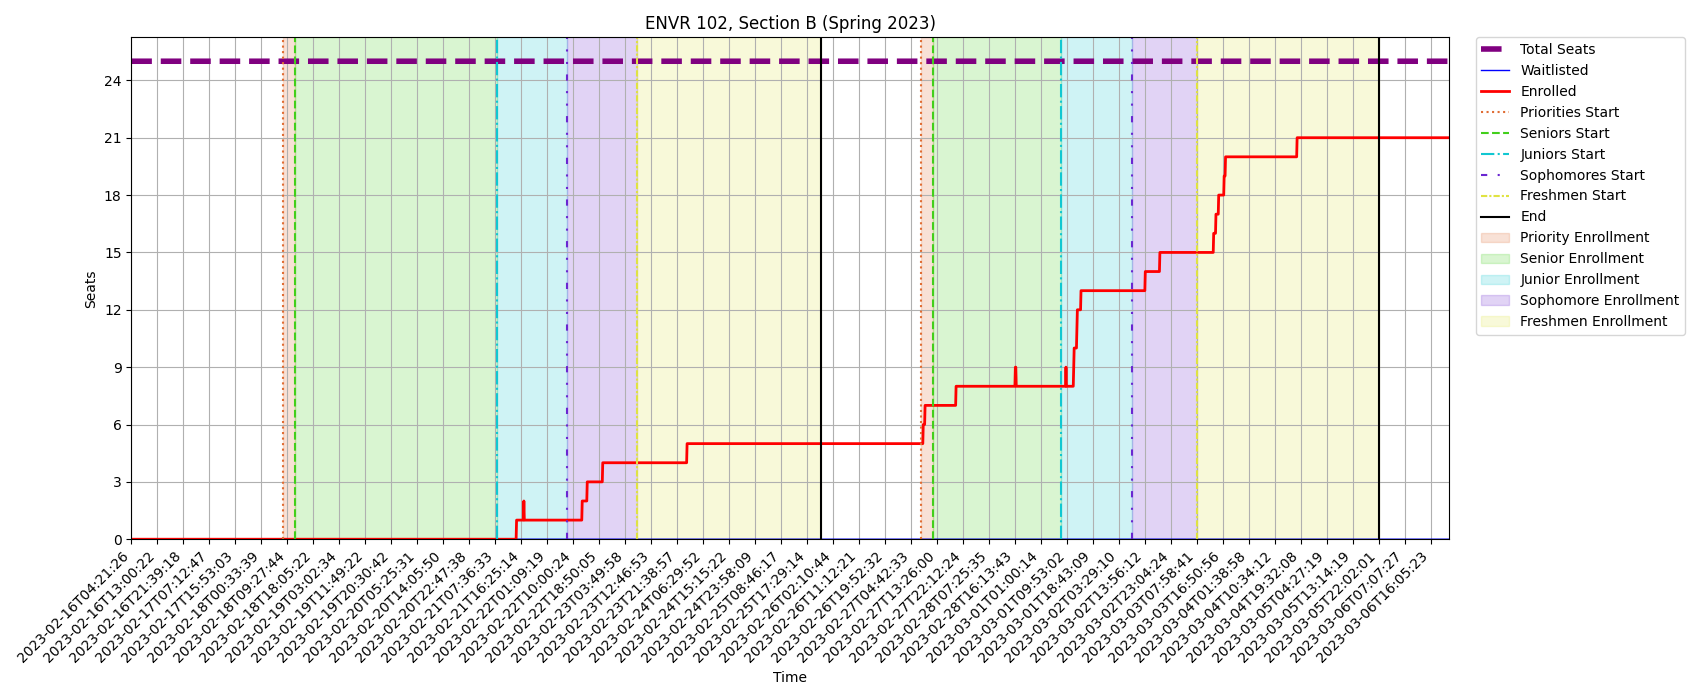 ENVR 102, Section B (Spring 2023)
Seats
24
21
18
15
12
9
6
3
0
2023-02-16T04:21:26
2023-02-16T13:00:22
2023-02-16T21:39:18
2023-02-17T07:12:47
2023-02-17T15:53:03
2023-02-18T00:33:39
2023-02-18T09:27:44
2023-02-18T18:05:22
2023-02-19T03:02:34
2023-02-19T11:49:22
2023-02-19T20:30:42
2023-02-20T05:25:31
2023-02-20T14:05:50
2023-02-20T22:47:38
2023-02-21T07:36:33
2023-02-21T16:25:14
2023-02-22T01:09:19
2023-02-22T10:00:24
2023-02-22T18:50:05
2023-02-23T03:49:58
2023-02-23T12:46:53
2023-02-23T21:38:57
2023-02-24T06:29:52
2023-02-24T15:15:22
2023-02-24T23:58:09
2023-02-25T08:46:17
2023-02-25T17:29:14
2023-02-26T02:10:44
2023-02-26T11:12:21
2023-02-26T19:52:32
2023-02-27T04:42:33
2023-02-27T13:26:00
2023-02-27T22:12:24
2023-02-28T07:25:35
2023-02-28T16:13:43
2023-03-01T01:00:14
2023-03-01T09:53:02
2023-03-01T18:43:09
2023-03-02T03:29:10
2023-03-02T13:56:12
2023-03-02T23:04:24
2023-03-03T07:58:41
2023-03-03T16:50:56
2023-03-04T01:38:58
2023-03-04T10:34:12
2023-03-04T19:32:08
2023-03-05T04:27:19
2023-03-05T13:14:19
2023-03-05T22:02:01
2023-03-06T07:07:27
2023-03-06T16:05:23
Time
Total Seats
Waitlisted
Enrolled
Priorities Start
Seniors Start
Juniors Start
Sophomores Start
Freshmen Start
End
Priority Enrollment
Senior Enrollment
Junior Enrollment
Sophomore Enrollment
Freshmen Enrollment